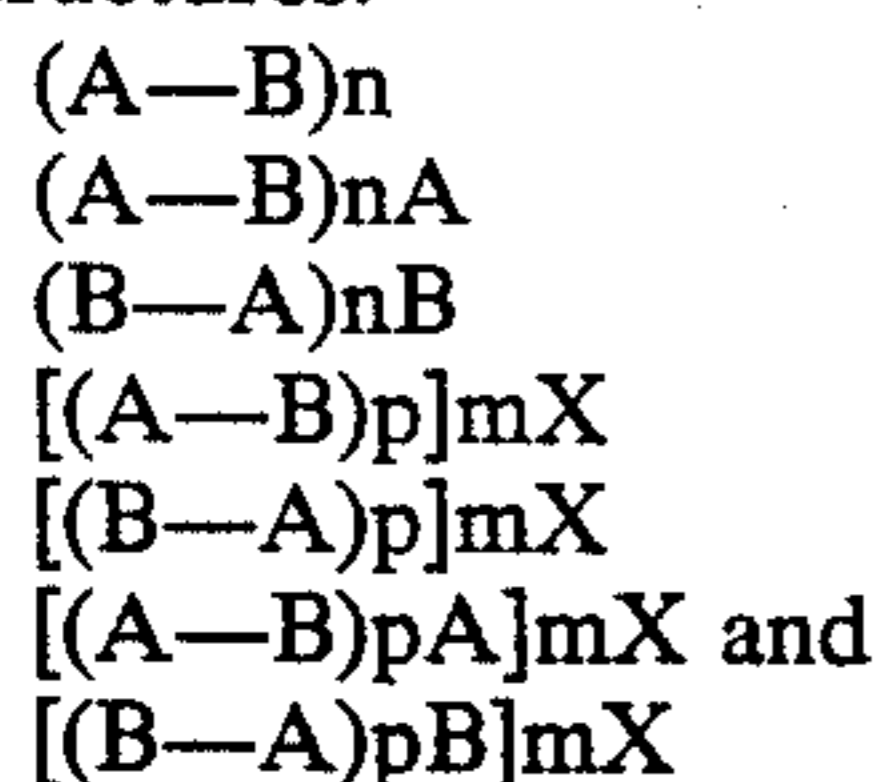 (A—B)n
(A—B)nA
(B—A)nB
[(A—B)p]mX
[(B—A)p]mX
[(A—B)pA]mX and
[(B—A)pB]mX